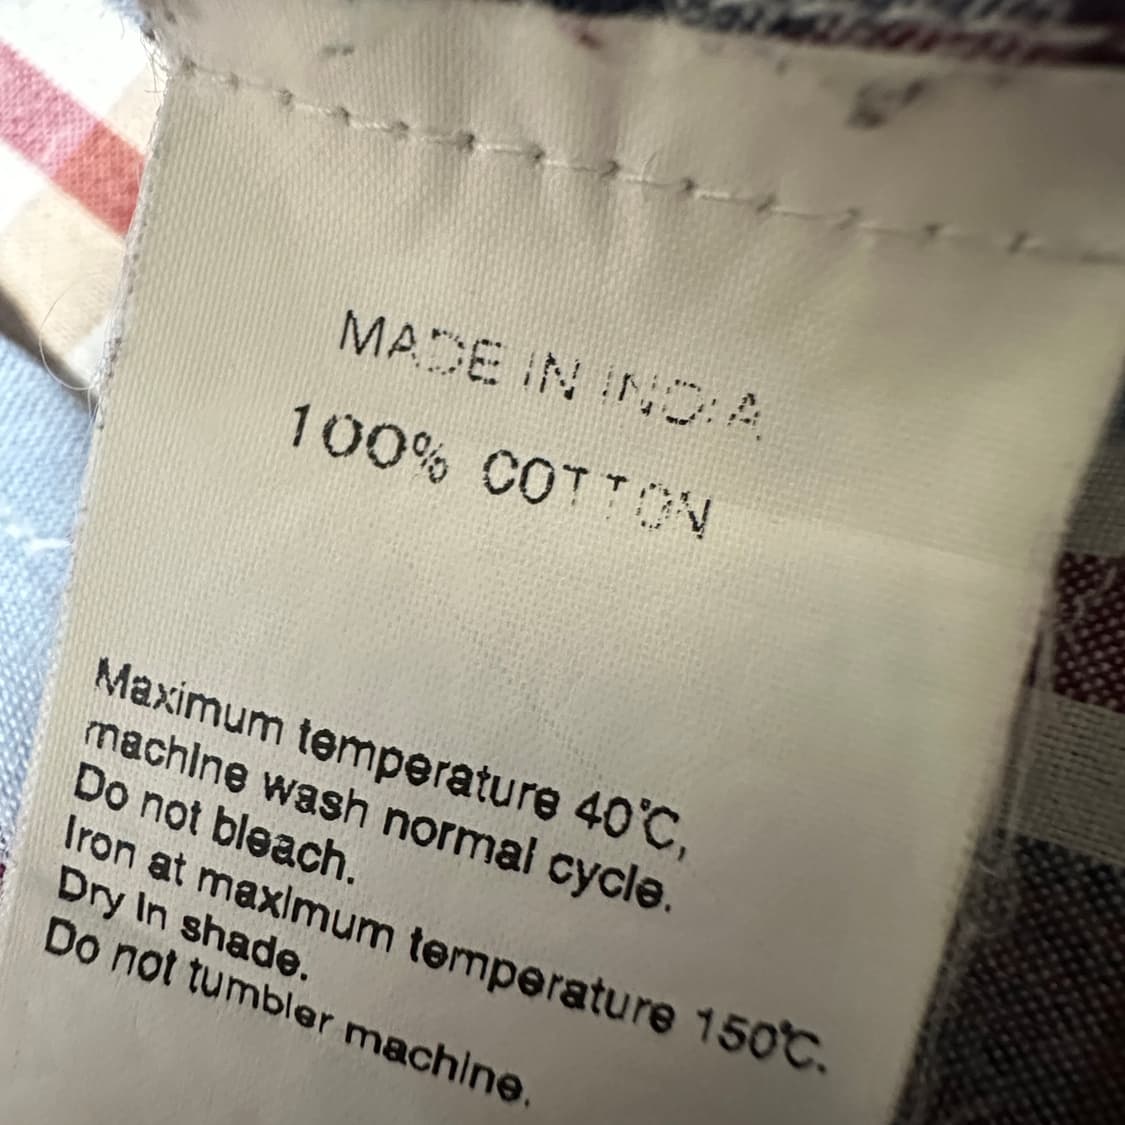 MADE IN INDIA
100% COTTON
Maximum temperature 40°C,
machine wash normal cycle.
Do not bleach.
Iron at maximum temperature 150°C.
Dry in shade.
Do not tumbler machine.